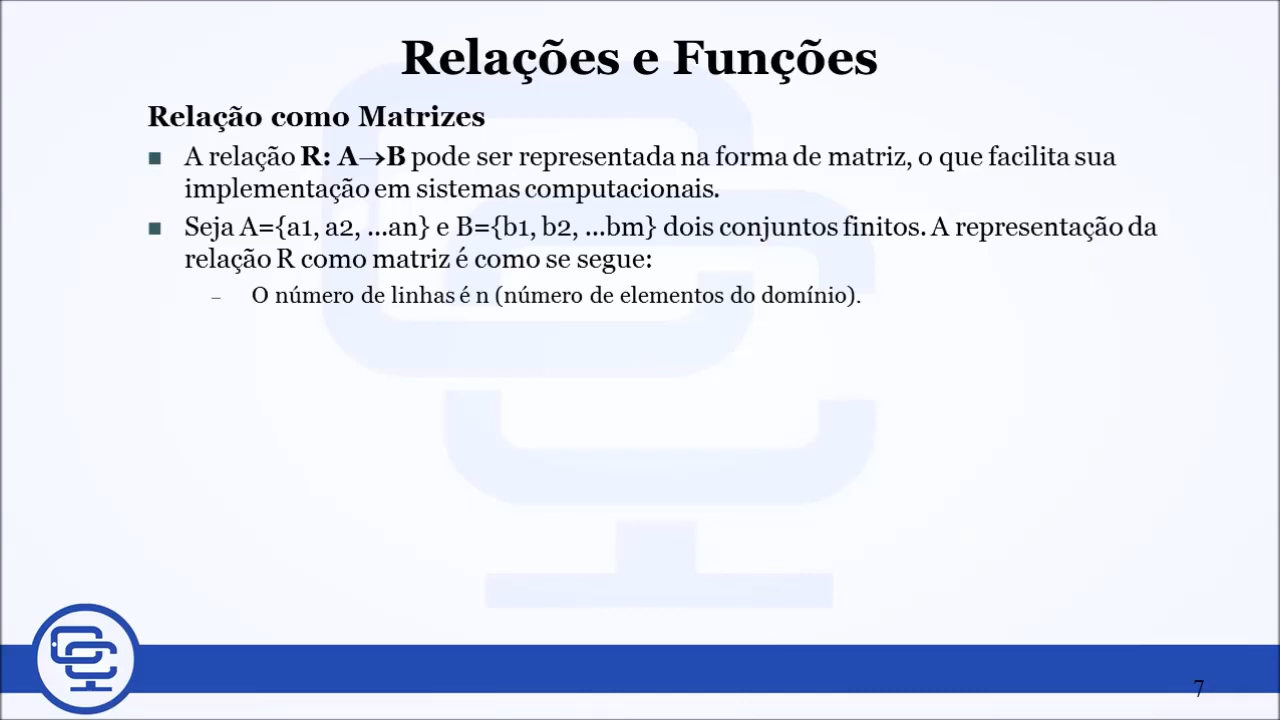 Relações e Funções
Relação como Matrizes
■ A relação R: A→B pode ser representada na forma de matriz, o que facilita sua
implementação em sistemas computacionais.
■ Seja A={a1, a2, ...an} e B={b1, b2, ...bm} dois conjuntos finitos. A representação da
relação R como matriz é como se segue:
– O número de linhas é n (número de elementos do domínio).
7